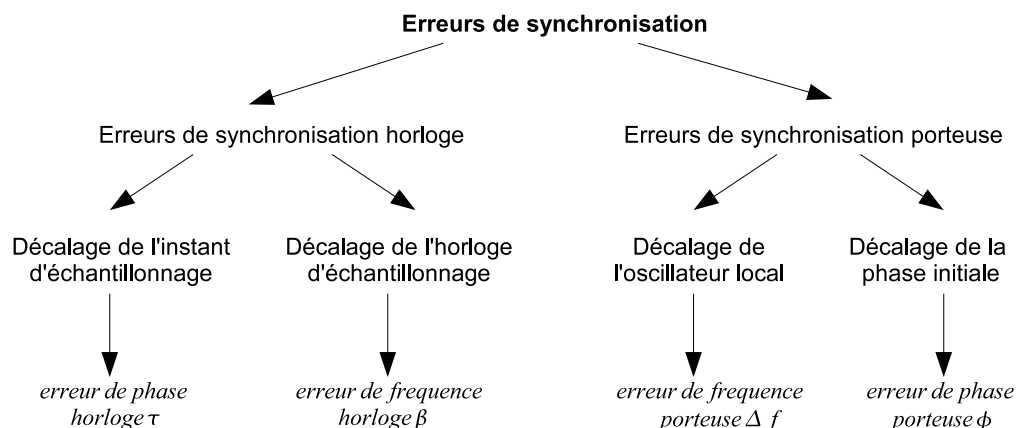 Erreurs de synchronisation
Erreurs de synchronisation horloge
Erreurs de synchronisation porteuse
Décalage de l'instant
d'échantillonnage
Décalage de l'horloge
d'échantillonnage
Décalage de
l'oscillateur local
Décalage de la
phase initiale
erreur de phase
horloge τ
erreur de frequence
horloge β
erreur de frequence
porteuse Δ f
erreur de phase
porteuse ϕ